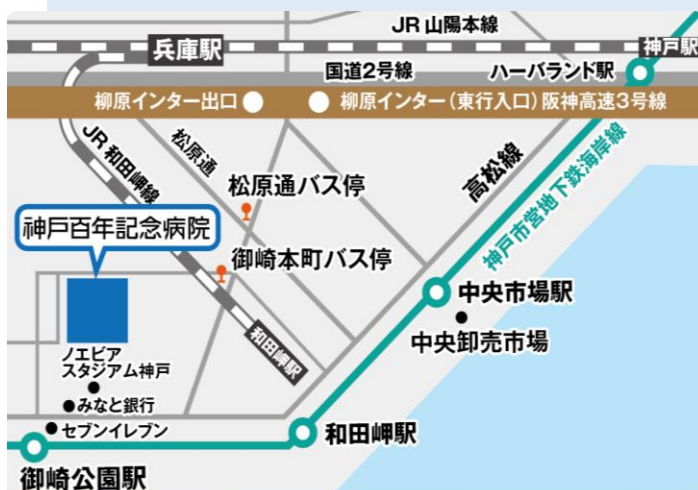 JR 山陽本線
兵庫駅
神戸駅
国道2号線
ハーバランド駅
柳原インター出口
柳原インター(東行入口)阪神高速3号線
松原通
JR 和田岬線
高松線
神戸市営地下鉄海岸線
松原通バス停
神戸百年記念病院
御崎本町バス停
中央市場駅
中央卸売市場
和田岬駅
ノエビア
スタジアム神戸
みなと銀行
セブンイレブン
和田岬駅
御崎公園駅